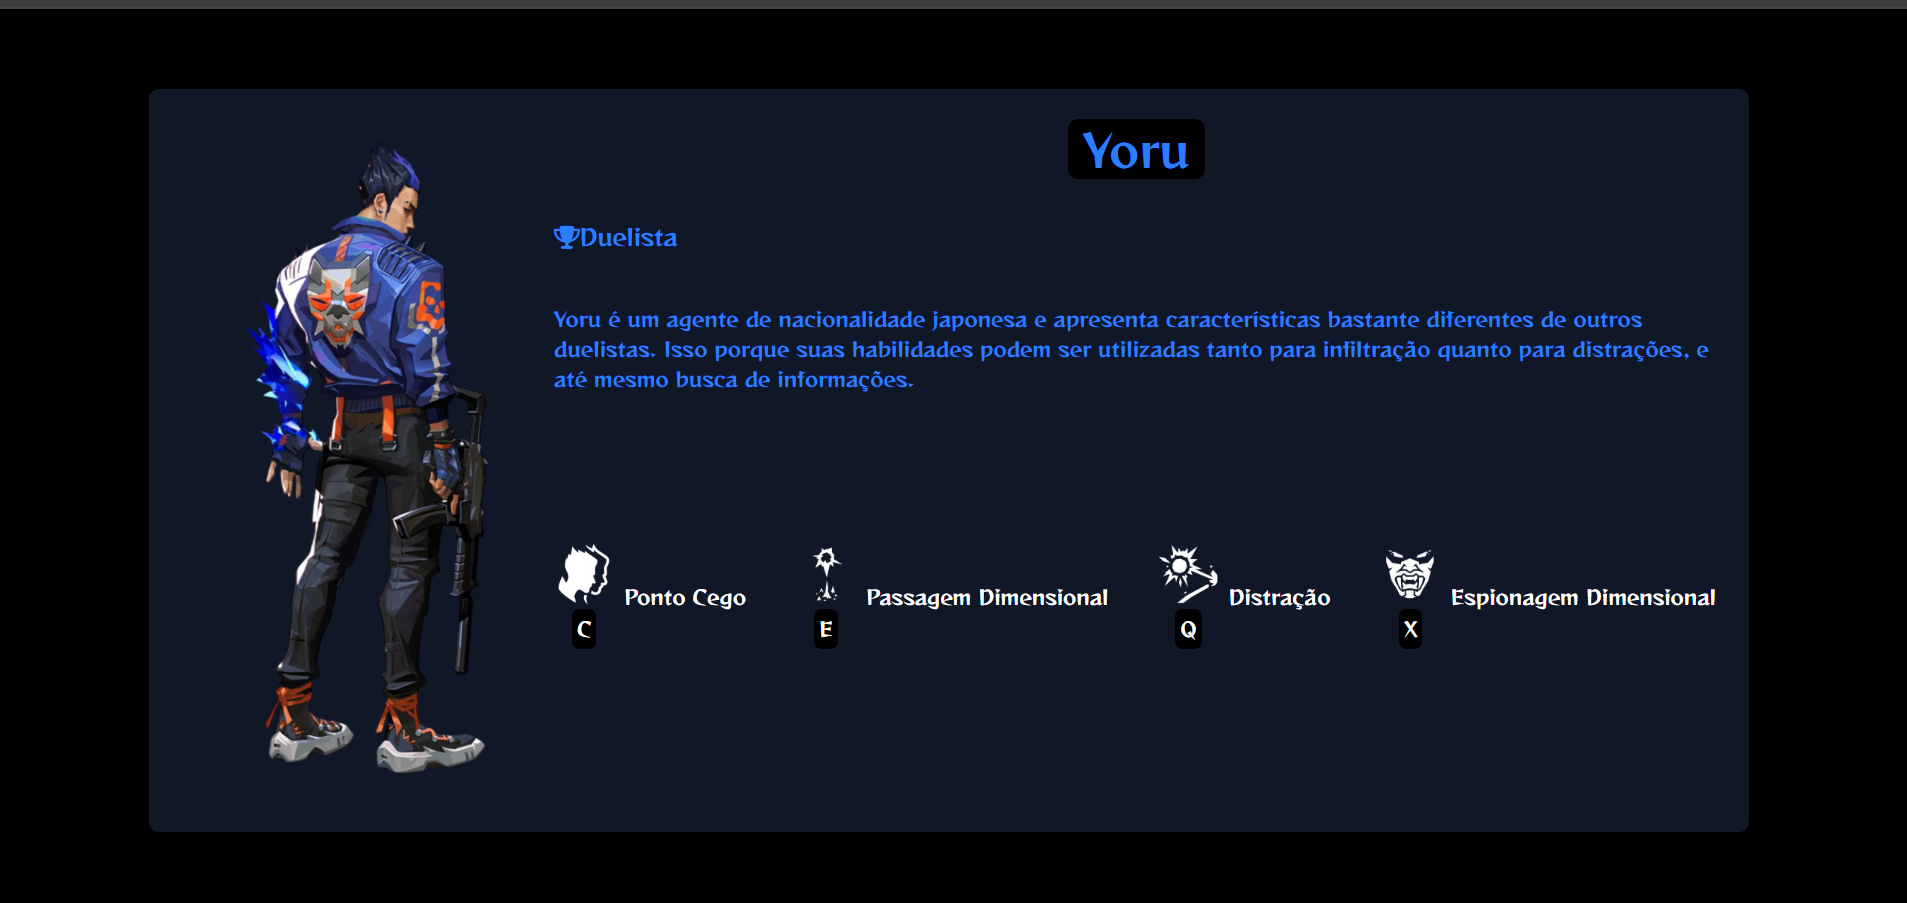 Yoru
Duelista
Yoru é um agente de nacionalidade japonesa e apresenta características bastante diferentes de outros
duelistas. Isso porque suas habilidades podem ser utilizadas tanto para infiltração quanto para distrações, e
até mesmo busca de informações.
Ponto Cego
C
Passagem Dimensional
E
Distração
Q
Espionagem Dimensional
X